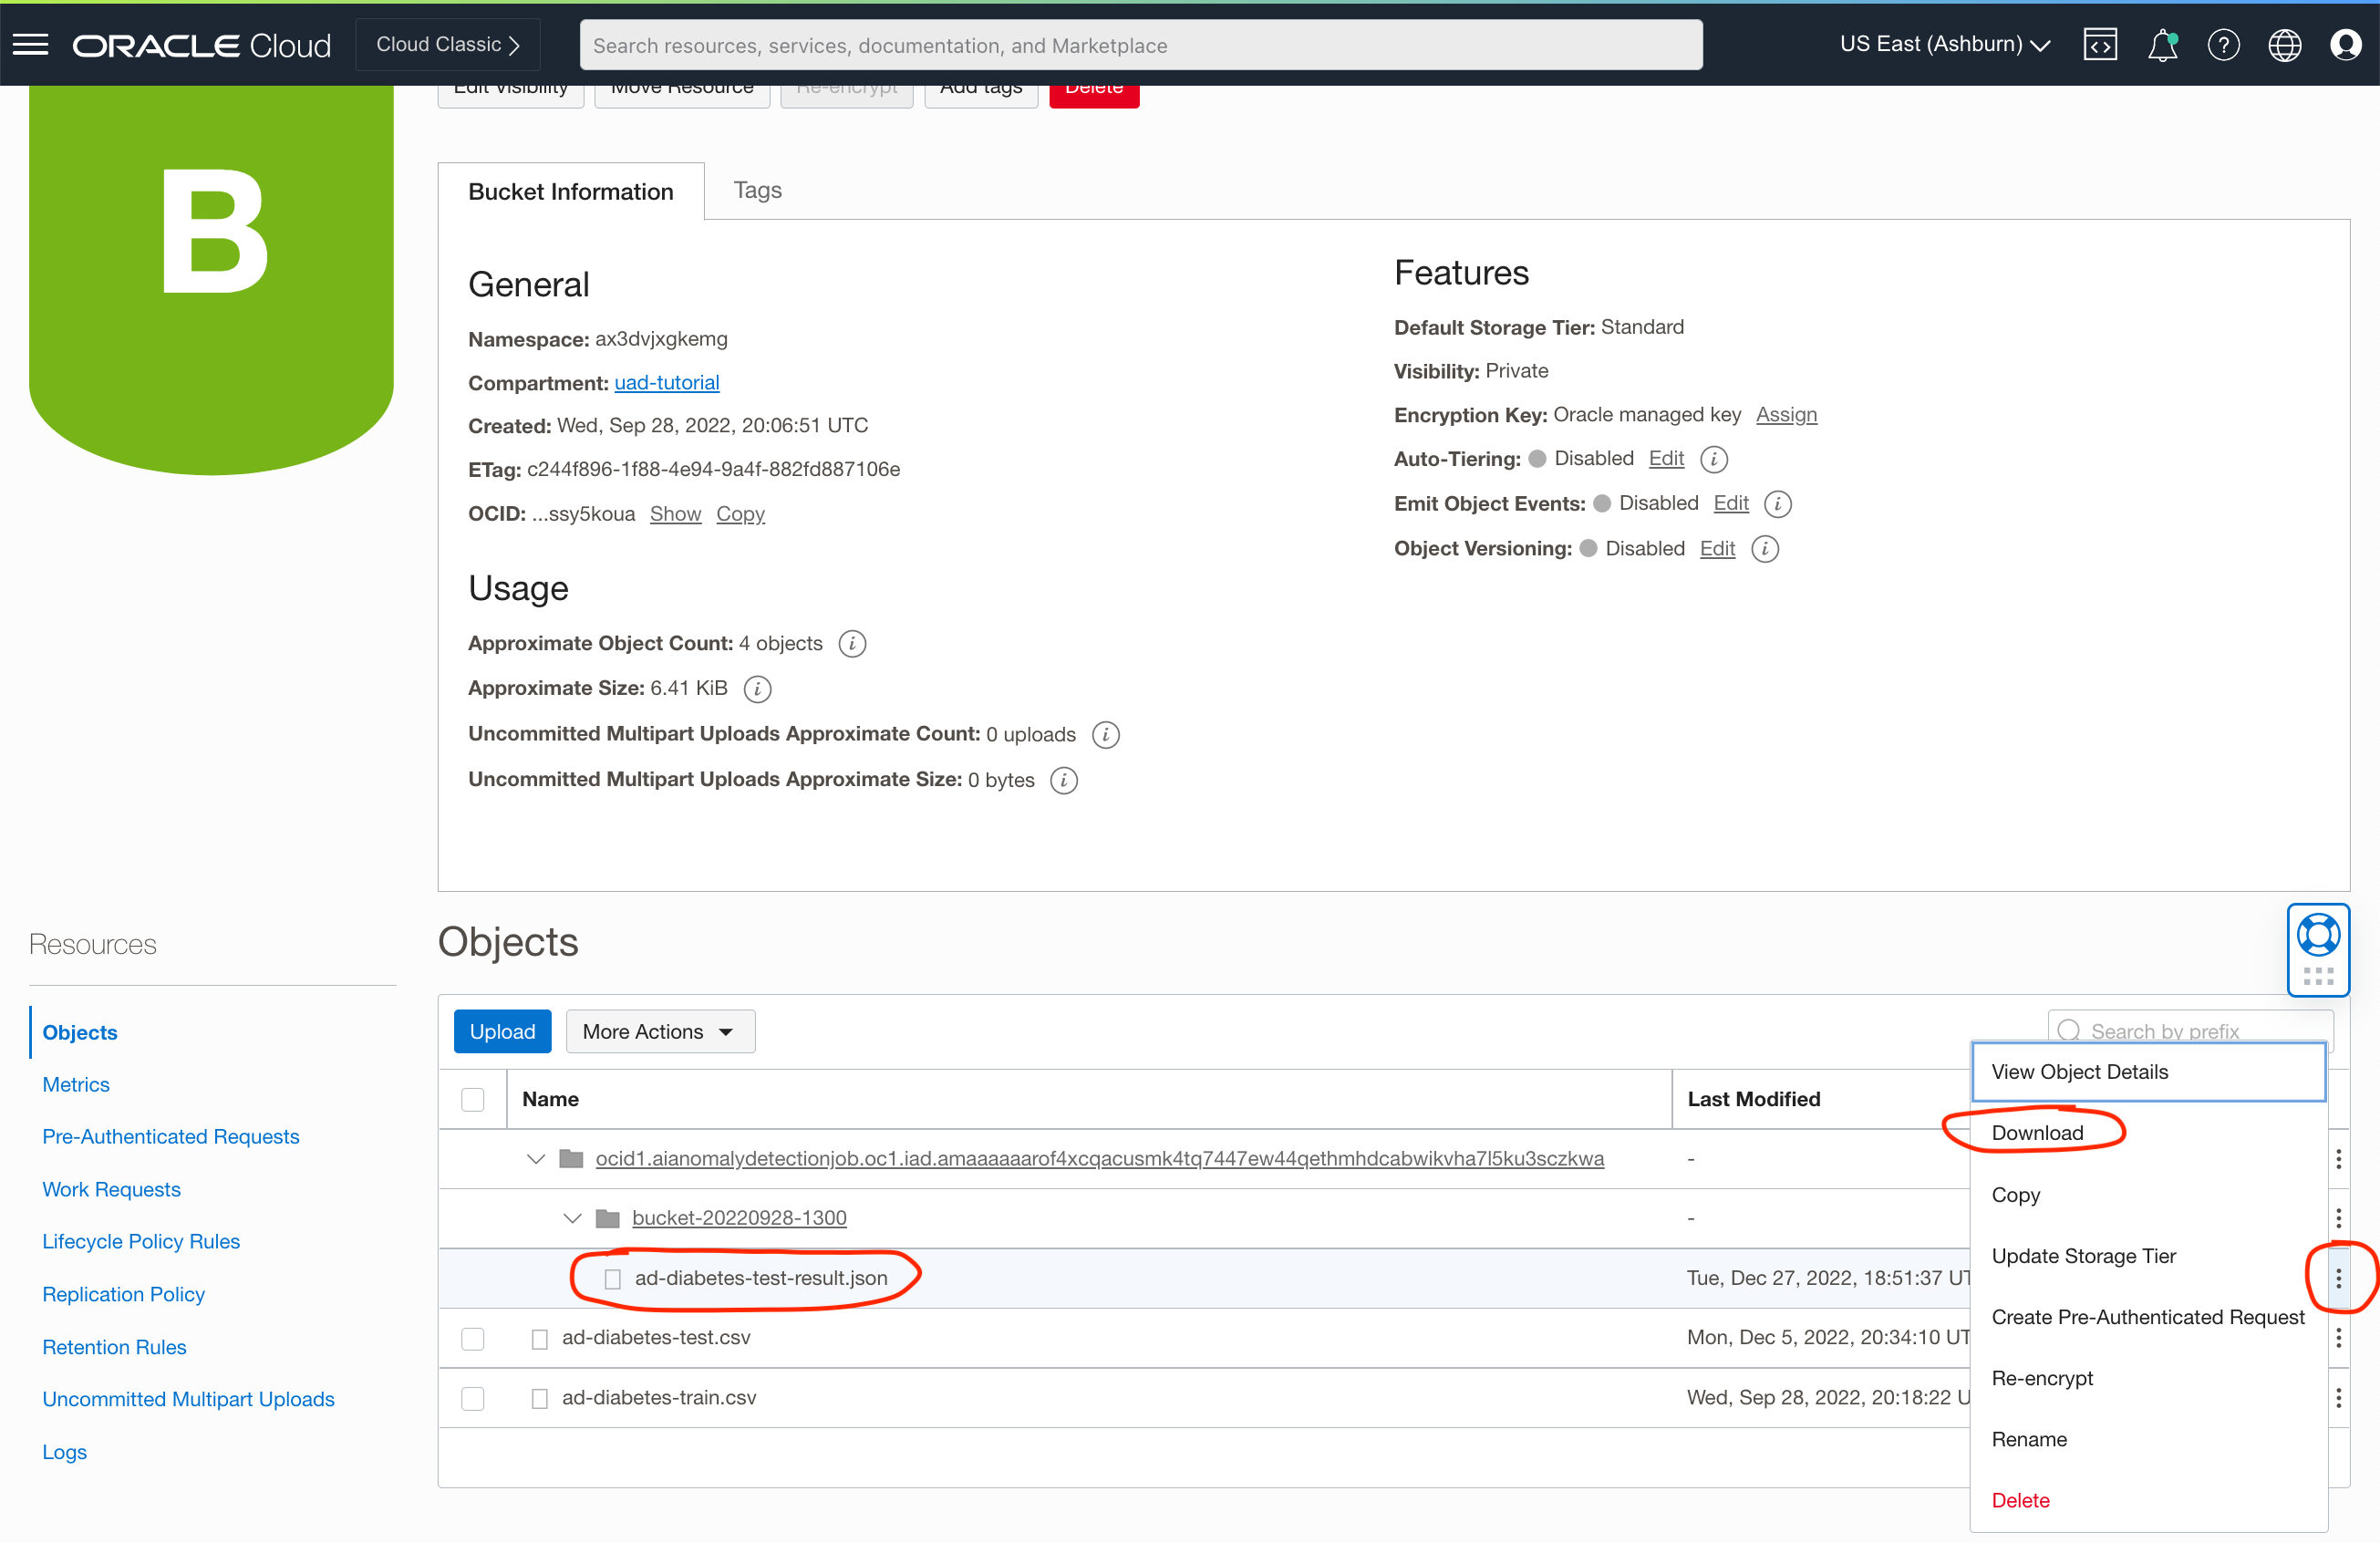 ORACLE Cloud
Cloud Classic
Search resources, services, documentation, and Marketplace
US East (Ashburn)
Edit Visibility
Move Resource
Re-encrypt
Add tags
Delete
B
Bucket Information
Tags
General
Namespace: ax3dvjxgkemg
Compartment: uad-tutorial
Created: Wed, Sep 28, 2022, 20:06:51 UTC
ETag: c244f896-1f88-4e94-9a4f-882fd887106e
OCID: ...ssy5koua Show Copy
Usage
Approximate Object Count: 4 objects
Approximate Size: 6.41 KiB
Uncommitted Multipart Uploads Approximate Count: 0 uploads
Uncommitted Multipart Uploads Approximate Size: 0 bytes
Features
Default Storage Tier: Standard
Visibility: Private
Encryption Key: Oracle managed key Assign
Auto-Tiering: Disabled Edit
Emit Object Events: Disabled Edit
Object Versioning: Disabled Edit
Resources
Objects
Metrics
Pre-Authenticated Requests
Work Requests
Lifecycle Policy Rules
Replication Policy
Retention Rules
Uncommitted Multipart Uploads
Logs
Objects
Upload
More Actions
Search by prefix
Name
Last Modified
ocid1.aianomalydetectionjob.oc1.iad.amaaaaaarof4xcqacusmk4tq7447ew44qethmhdcabwikvha7l5ku3sczkwa -
bucket-20220928-1300 -
ad-diabetes-test-result.json Tue, Dec 27, 2022, 18:51:37 UT
ad-diabetes-test.csv Mon, Dec 5, 2022, 20:34:10 UT
ad-diabetes-train.csv Wed, Sep 28, 2022, 20:18:22 U
View Object Details
Download
Copy
Update Storage Tier
Create Pre-Authenticated Request
Re-encrypt
Rename
Delete